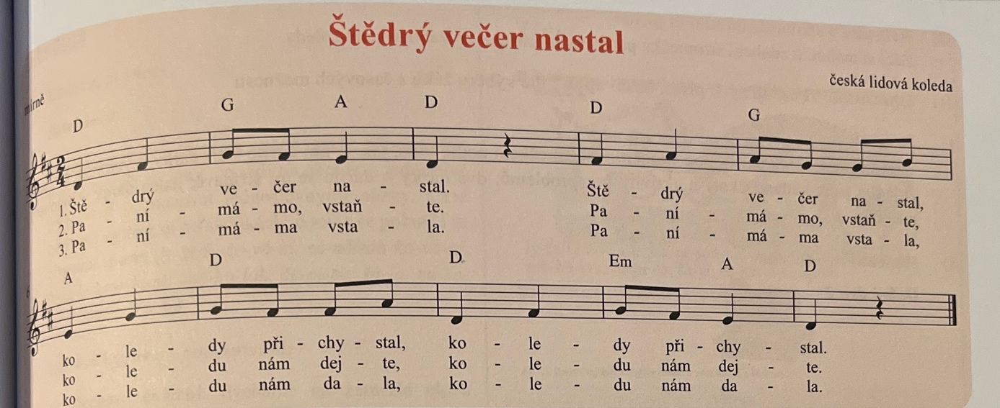 Štědrý večer nastal
česká lidová koleda
mírně
D G A D D G
2 4
1. Ště - drý ve - čer na - stal. Ště - drý ve - čer na - stal,
2. Pa - ní - má - mo, vstaň - te. Pa - ní - má - mo, vstaň - te,
3. Pa - ní - má - ma vsta - la. Pa - ní - má - ma vsta - la,
A D D Em A D
6
ko - le - dy při - chy - stal, ko - le - dy při - chy - stal.
ko - le - du nám dej - te, ko - le - du nám dej - te.
ko - le - du nám da - la, ko - le - du nám da - la.